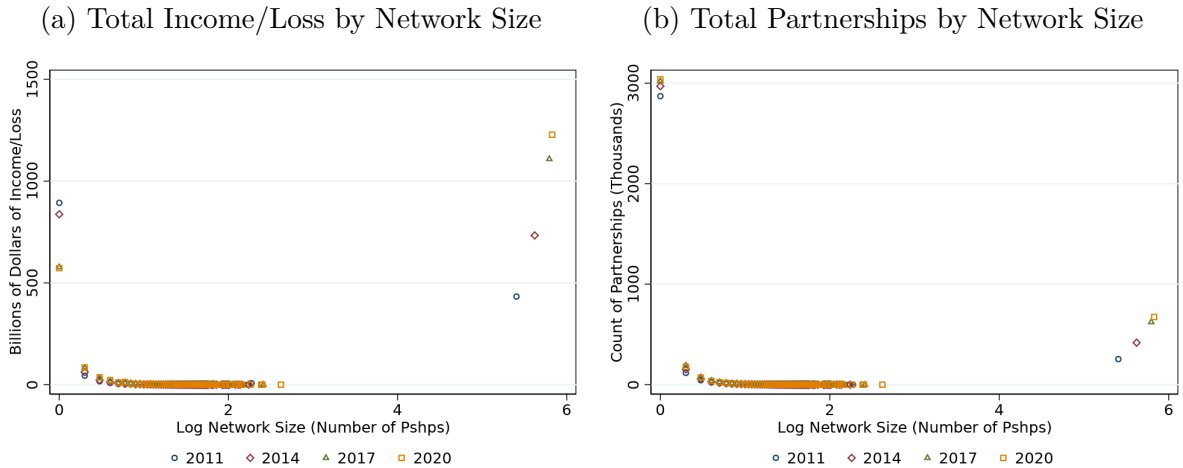 (a) Total Income/Loss by Network Size
Billions of Dollars of Income/Loss
1500
1000
500
0
0 2 4 6
Log Network Size (Number of Pshps)
2011 2014 2017 2020
(b) Total Partnerships by Network Size
Count of Partnerships (Thousands)
3000
2000
1000
0
0 2 4 6
Log Network Size (Number of Pshps)
2011 2014 2017 2020